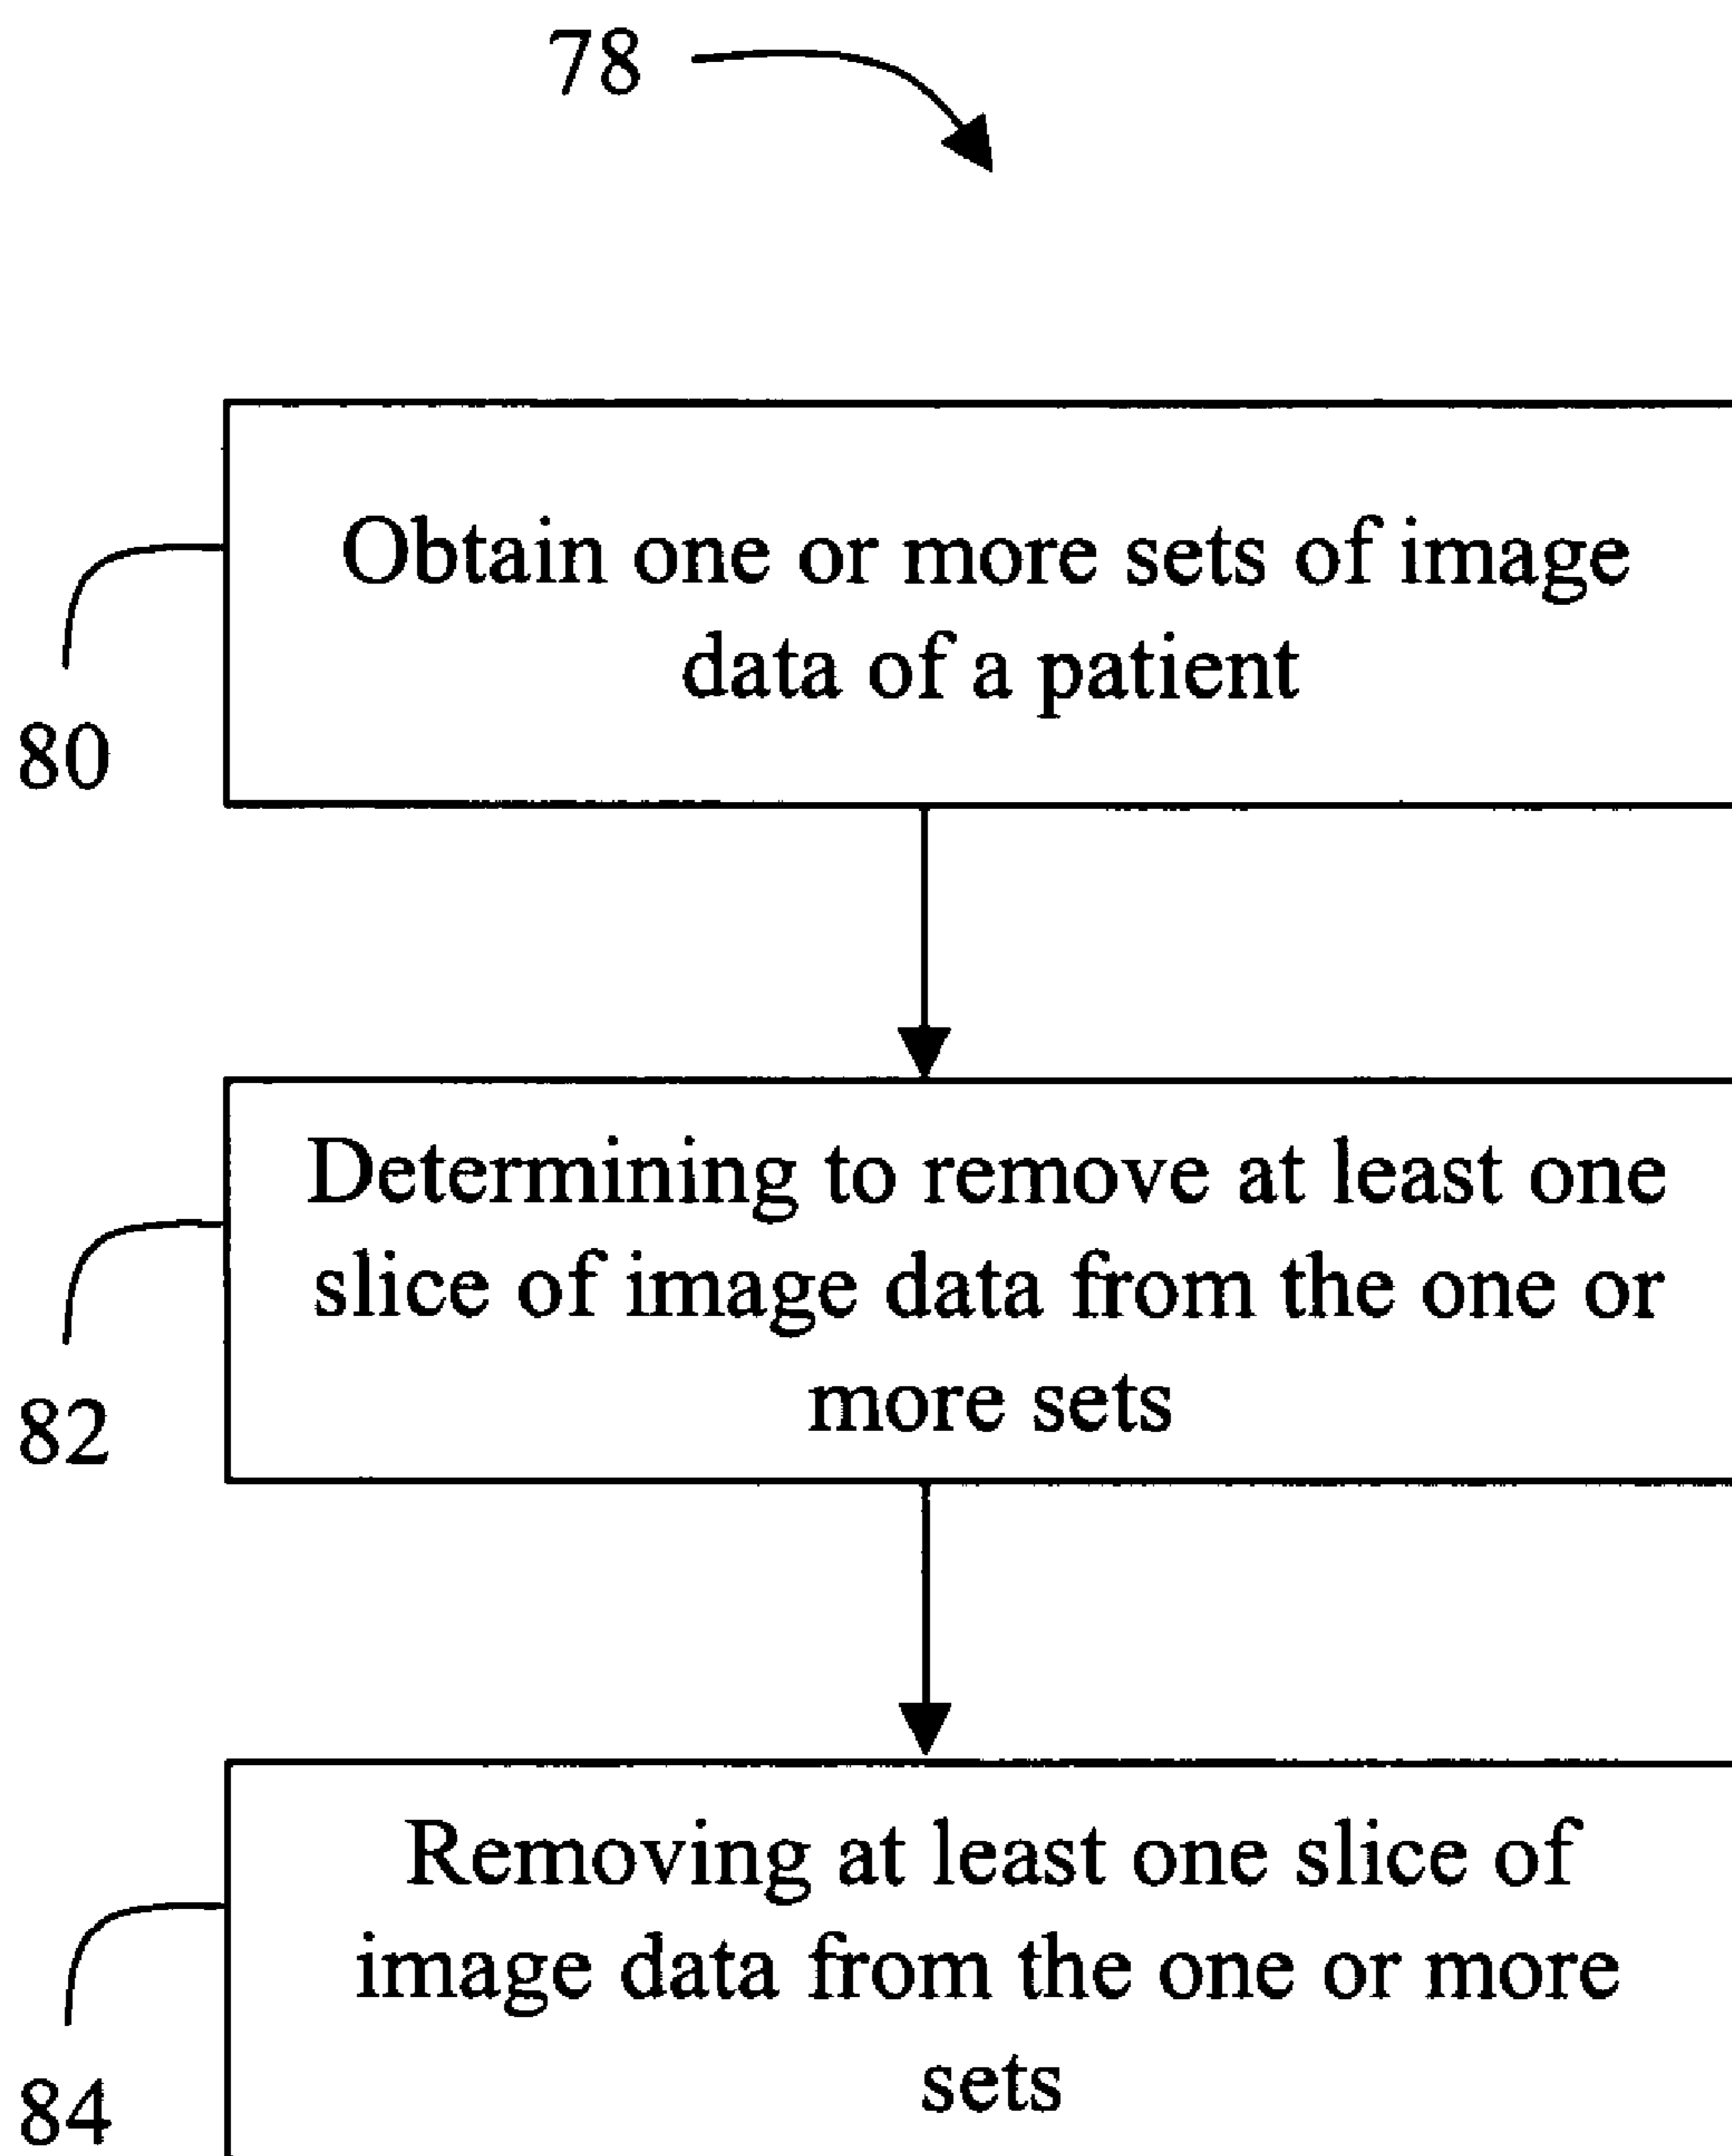 78
Obtain one or more sets of image
data of a patient
80
Determining to remove at least one
slice of image data from the one or
more sets
82
Removing at least one slice of
image data from the one or more
sets
84